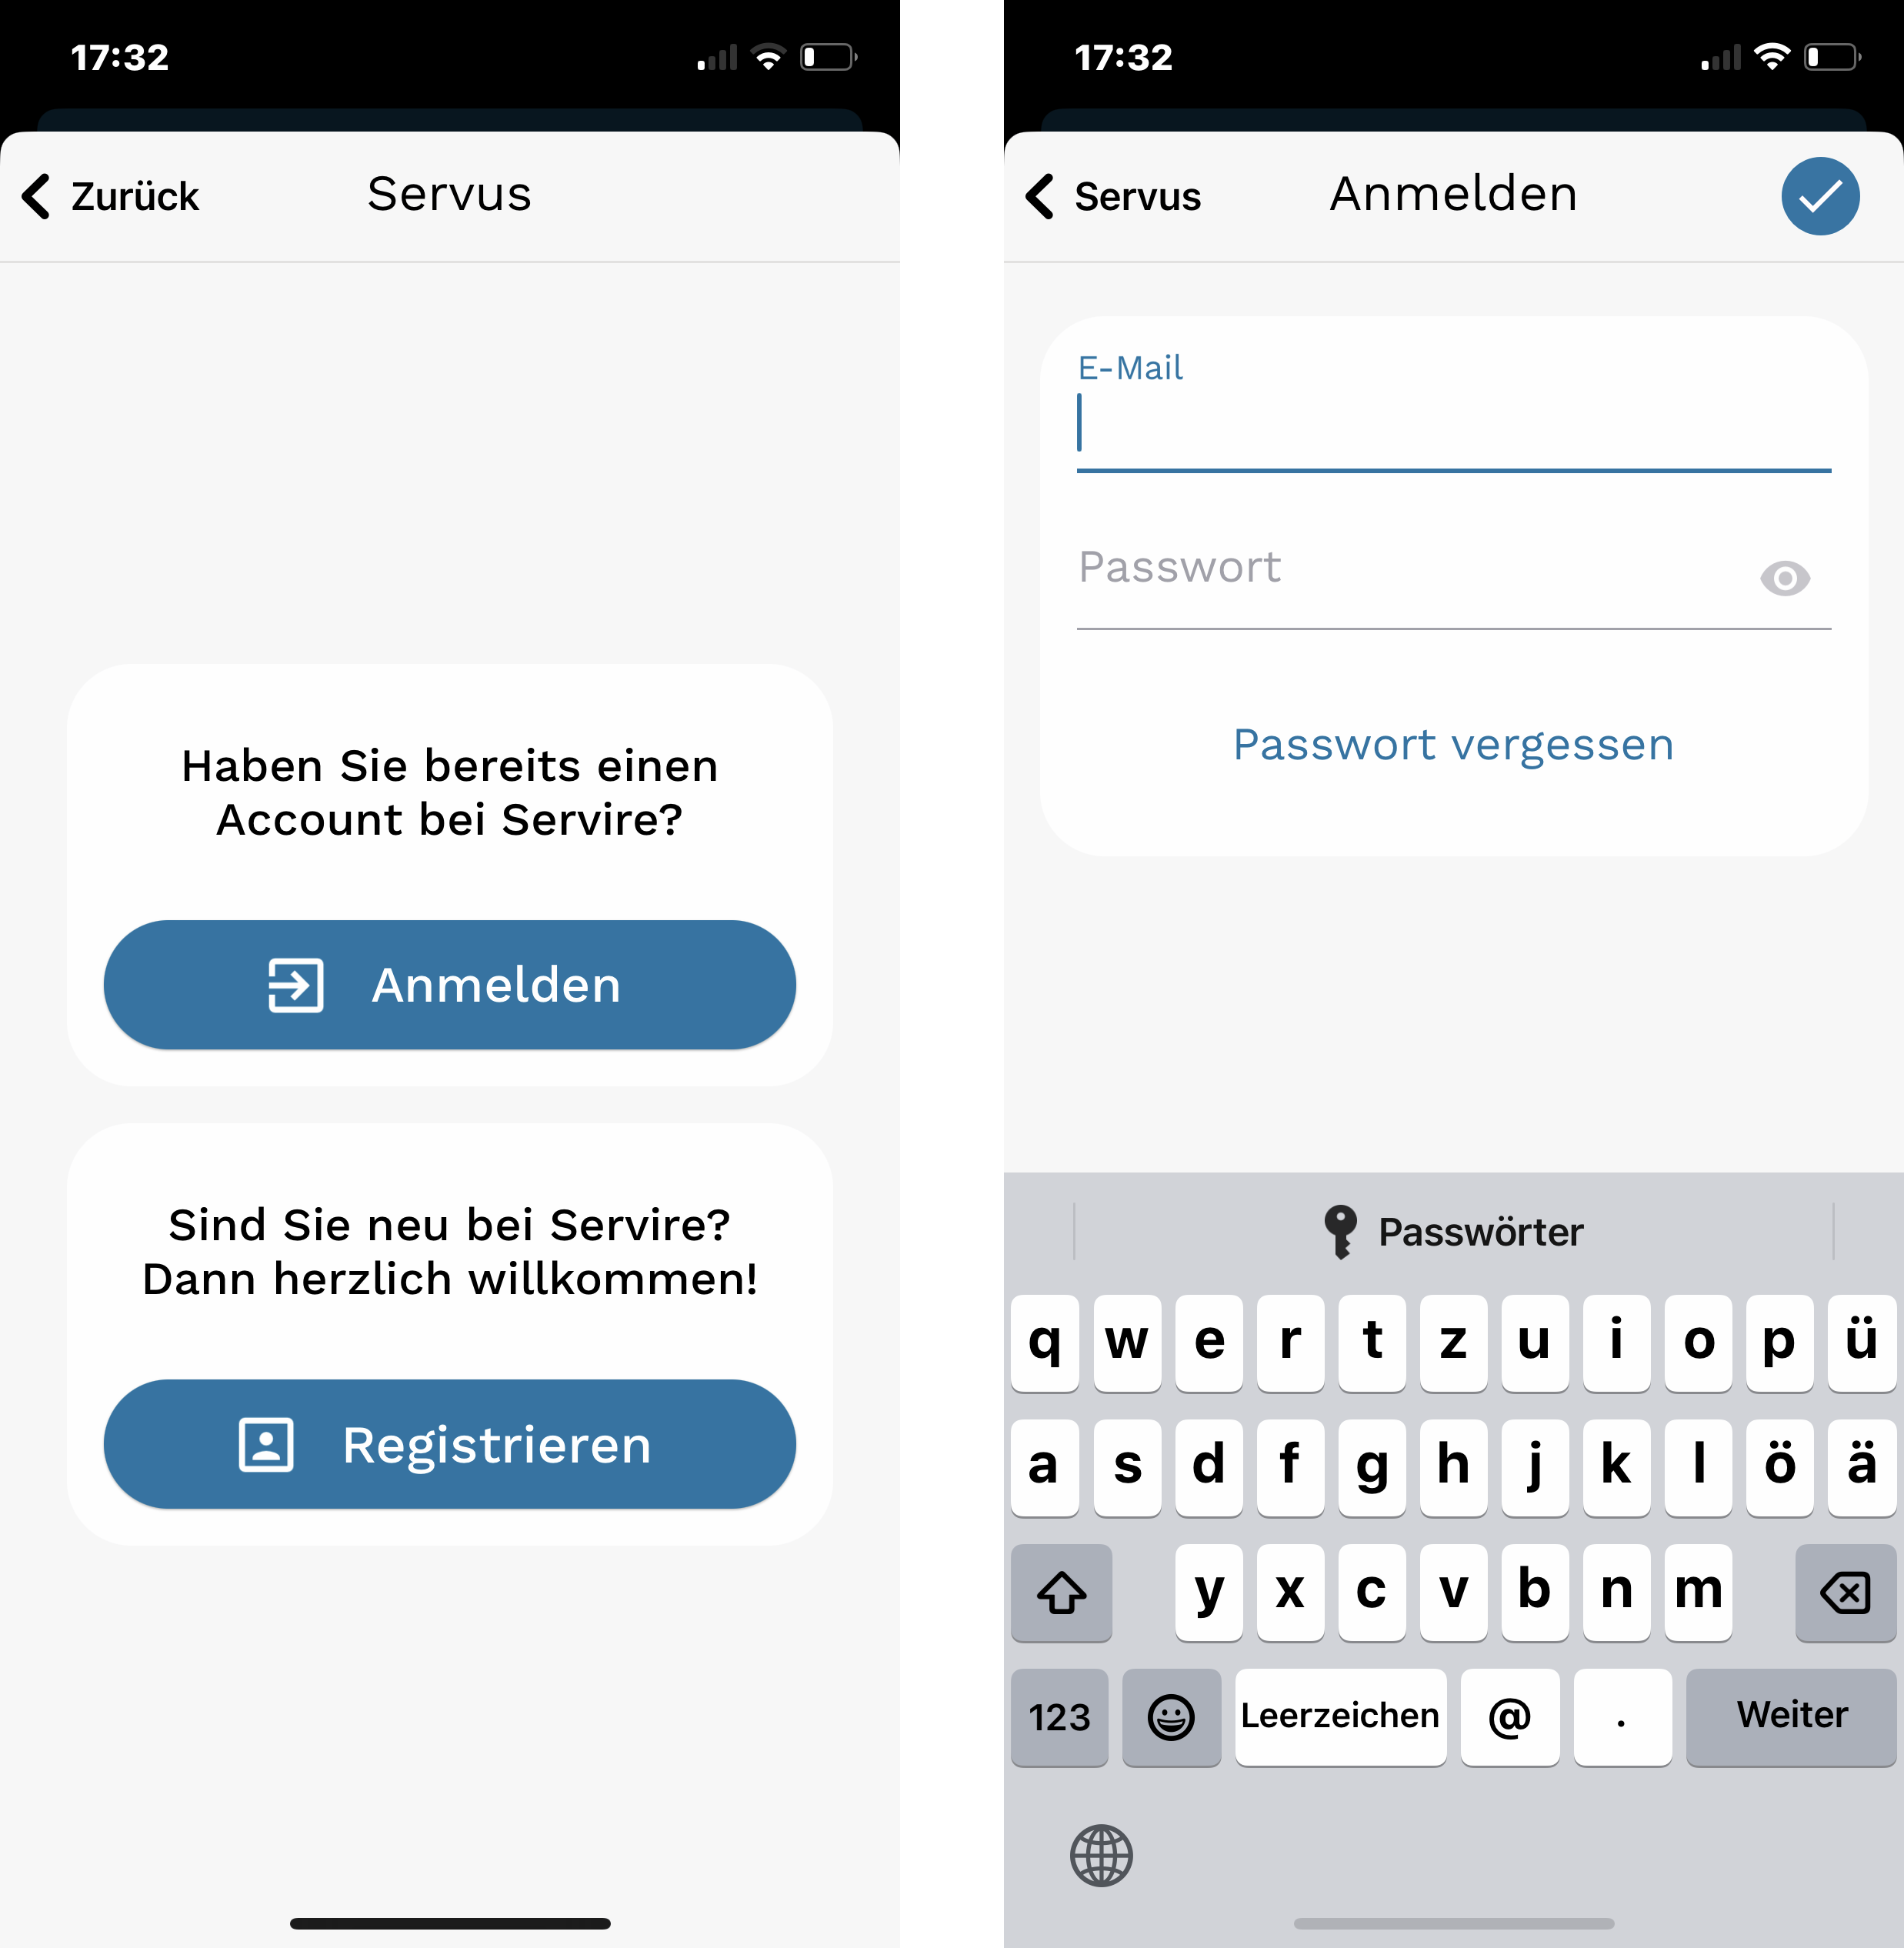 17:32
Zurück
Servus
Haben Sie bereits einen
Account bei Servire?
Anmelden
Sind Sie neu bei Servire?
Dann herzlich willkommen!
Registrieren
17:32
Servus
Anmelden
E-Mail
Passwort
Passwort vergessen
Passwörter
q w e r t z u i o p ü
a s d f g h j k l ö ä
y x c v b n m
123 Leerzeichen @ . Weiter